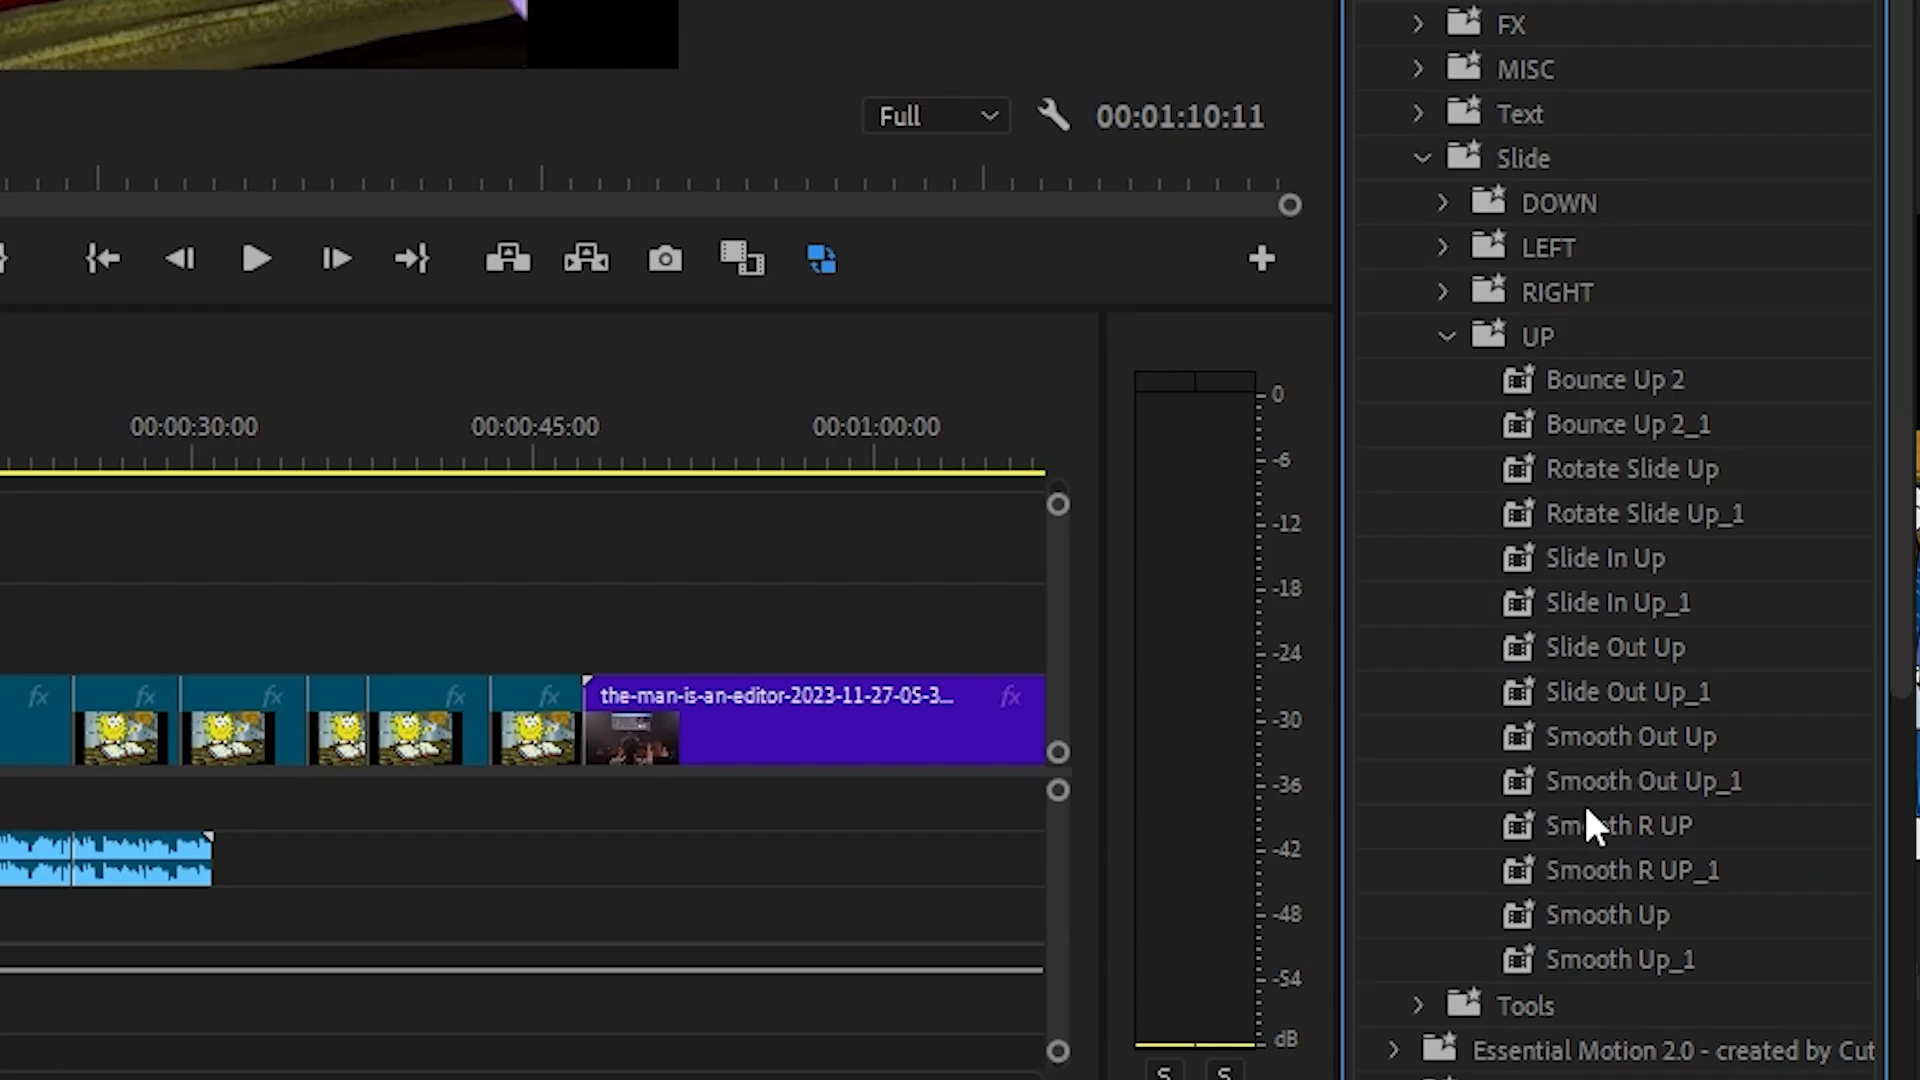 FX
MISC
Text
Slide
DOWN
LEFT
RIGHT
UP
Bounce Up 2
Bounce Up 2_1
Rotate Slide Up
Rotate Slide Up_1
Slide In Up
Slide In Up_1
Slide Out Up
Slide Out Up_1
Smooth Out Up
Smooth Out Up_1
Smooth R UP
Smooth R UP_1
Smooth Up
Smooth Up_1
Tools
Essential Motion 2.0 - created by Cut
Full
00:01:10:11
00:00:30:00
00:00:45:00
00:01:00:00
fx
fx
fx
fx
fx
the-man-is-an-editor-2023-11-27-05-3...
fx
0
-6
-12
-18
-24
-30
-36
-42
-48
-54
dB
S
S